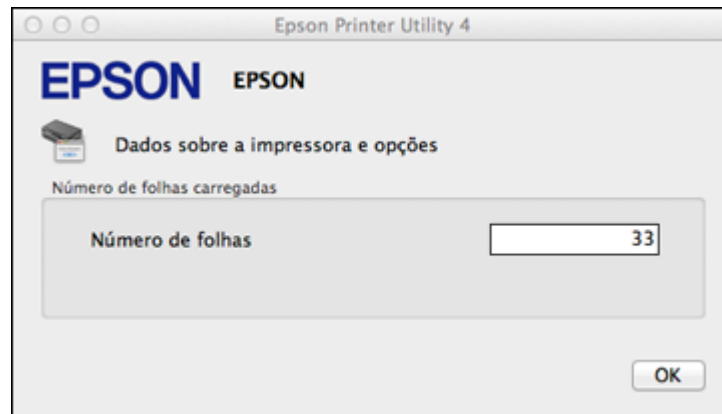 Epson Printer Utility 4
EPSON EPSON
Dados sobre a impressora e opções
Número de folhas carregadas
Número de folhas 33
OK